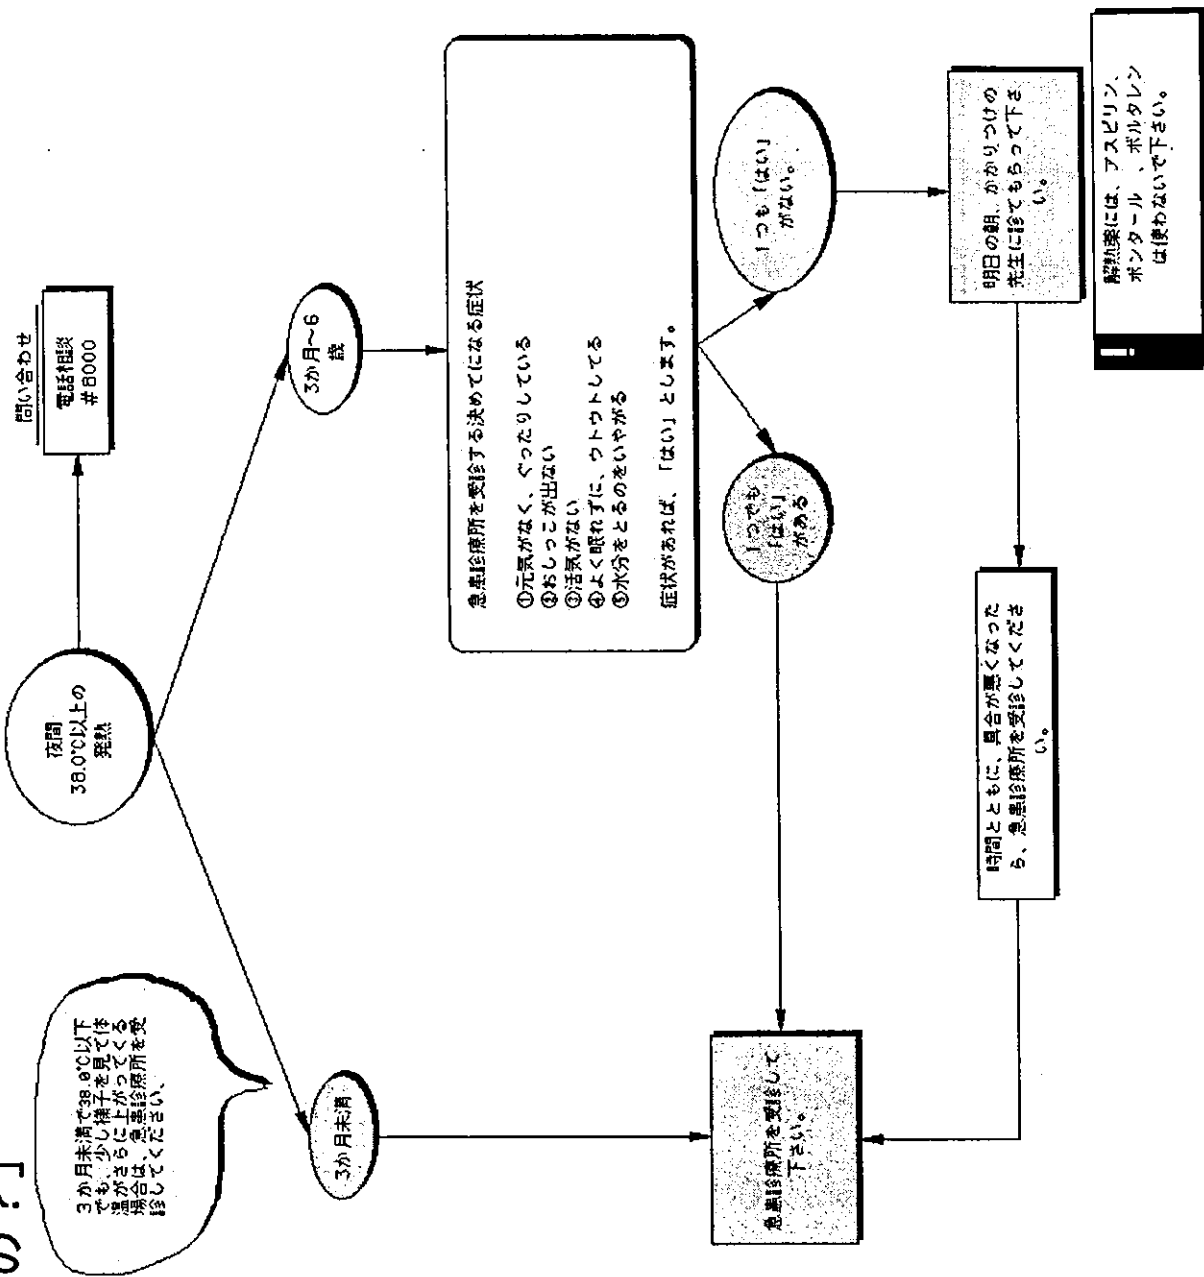 の？」
3か月未満で38.0℃以下
でも、少し様子を見て体
温がさらに上がってくる
場合は、急患診療所を受
診してください、
夜間
38.0℃以上の
発熱
問い合わせ
電話相談
#8000
3か月未満
3か月～6
歳
急患診療所を受診する決めてになる症状
①元気がなく、ぐったりしている
②おしっこが出ない
③活気がない
④よく眠れずに、ウトウトしてる
⑤水分をとるのをいやがる
症状があれば、「はい」とします。
1つでも
「はい」
がある
1つも「はい」
がない。
急患診療所を受診して
下さい。
明日の朝、かかりつけの
先生に診てもらって下さ
い。
時間とともに、具合が悪くなった
ら、急患診療所を受診してくださ
い。
!
解熱薬には、アスピリン、
ポンタール、ボルタレン
は使わないで下さい。